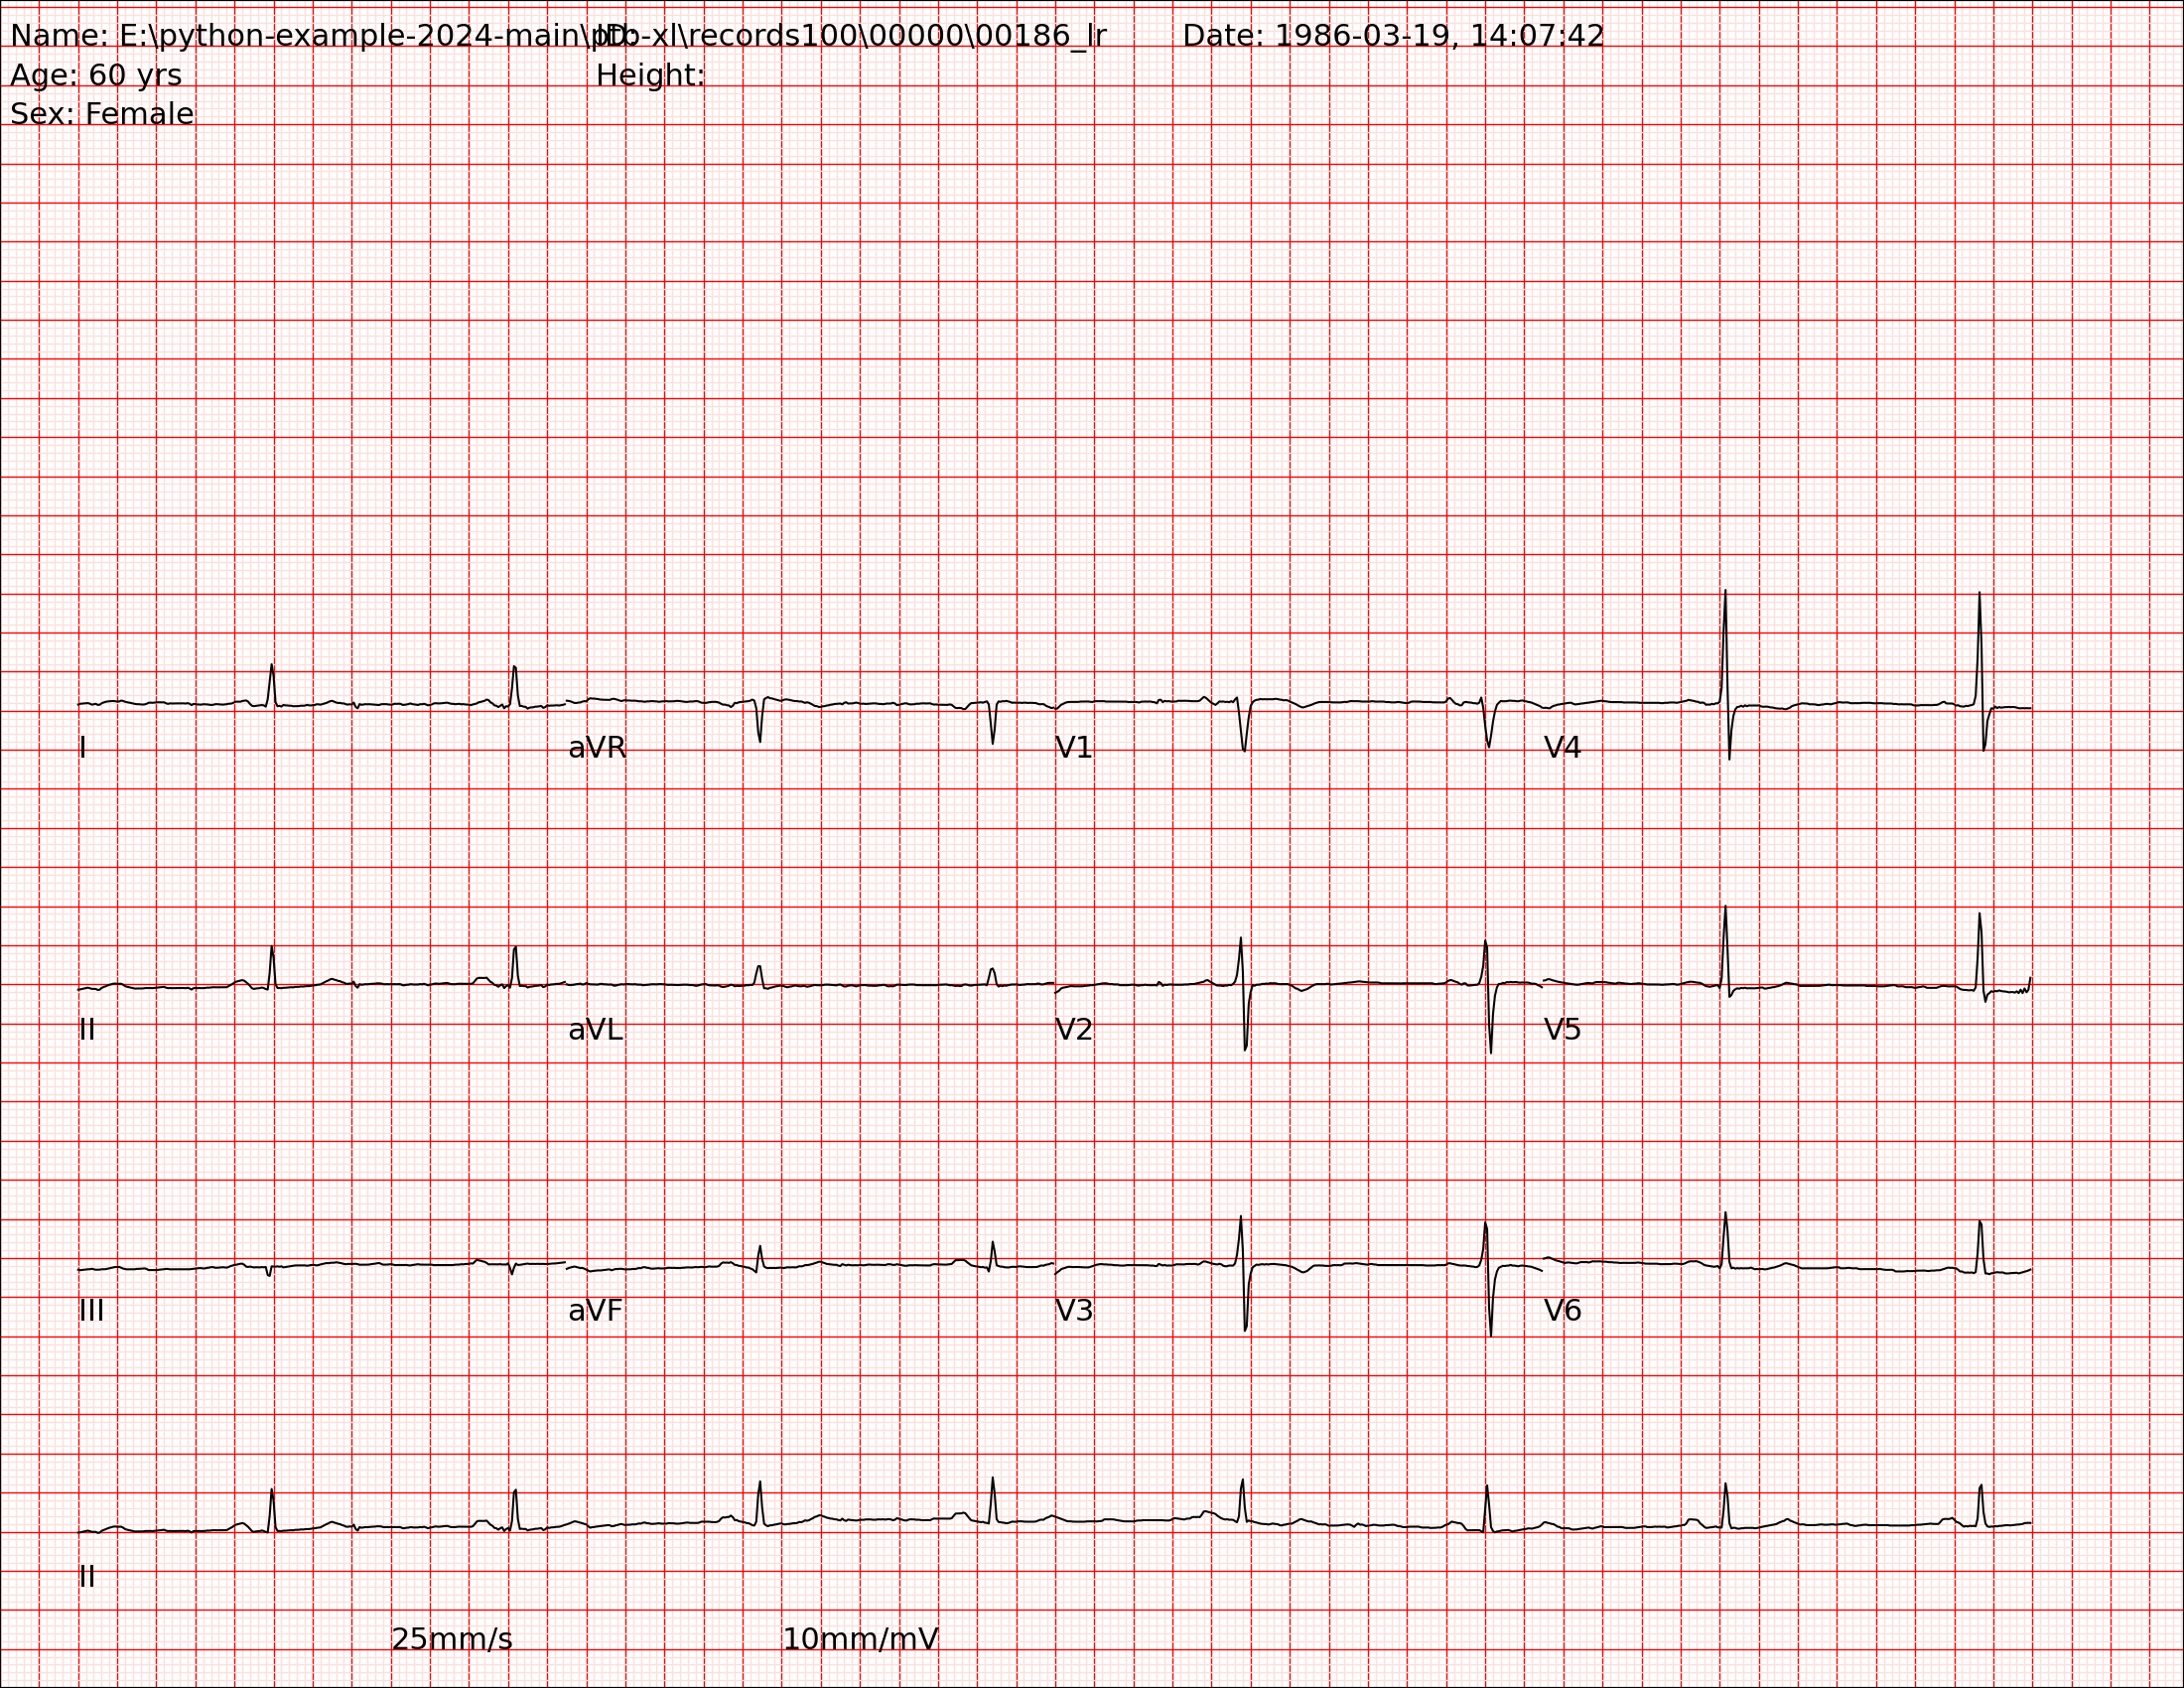 Name: E:\python-example-2024-main\ptb-xl\records100\00000\00186_lr ID: Date: 1986-03-19, 14:07:42
Age: 60 yrs Height:
Sex: Female
I aVR V1 V4
II aVL V2 V5
III aVF V3 V6
II
25mm/s 10mm/mV